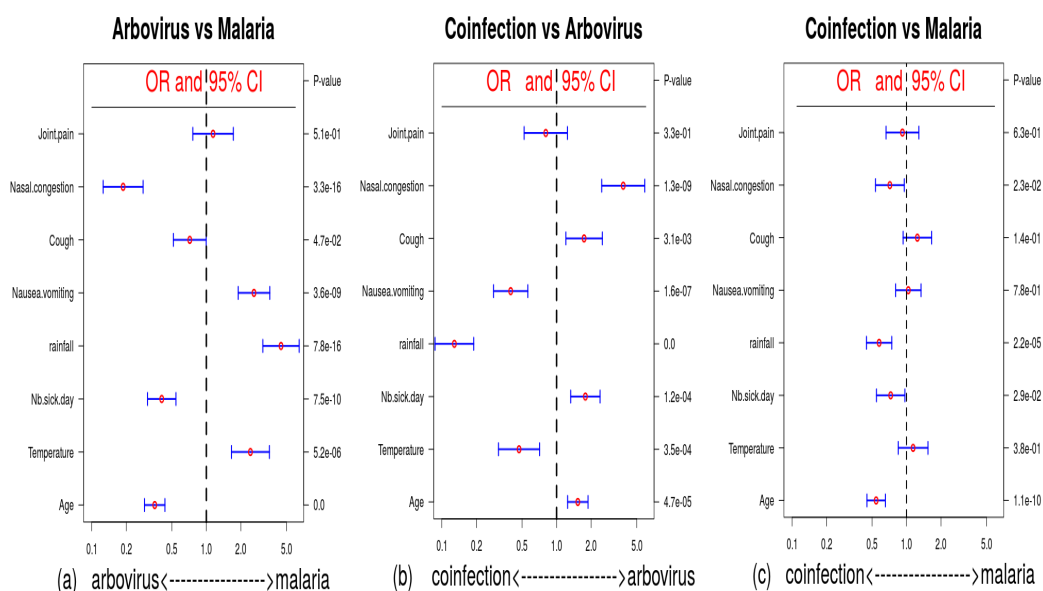 Arbovirus vs Malaria
OR and 95% CI
P-value
Joint.pain
5.1e-01
Nasal.congestion
3.3e-16
Cough
4.7e-02
Nausea.vomiting
3.6e-09
rainfall
7.8e-16
Nb.sick.day
7.5e-10
Temperature
5.2e-06
Age
0.0
0.1 0.2 0.5 1.0 2.0 5.0
(a) arbovirus<------------->malaria
Coinfection vs Arbovirus
OR and 95% CI
P-value
Joint.pain
3.3e-01
Nasal.congestion
1.3e-09
Cough
3.1e-03
Nausea.vomiting
1.6e-07
rainfall
0.0
Nb.sick.day
1.2e-04
Temperature
3.5e-04
Age
4.7e-05
0.1 0.2 0.5 1.0 2.0 5.0
(b) coinfection<------------->arbovirus
Coinfection vs Malaria
OR and 95% CI
P-value
Joint.pain
6.3e-01
Nasal.congestion
2.3e-02
Cough
1.4e-01
Nausea.vomiting
7.8e-01
rainfall
2.2e-05
Nb.sick.day
2.9e-02
Temperature
3.8e-01
Age
1.1e-10
0.1 0.2 0.5 1.0 2.0 5.0
(c) coinfection<------------->malaria